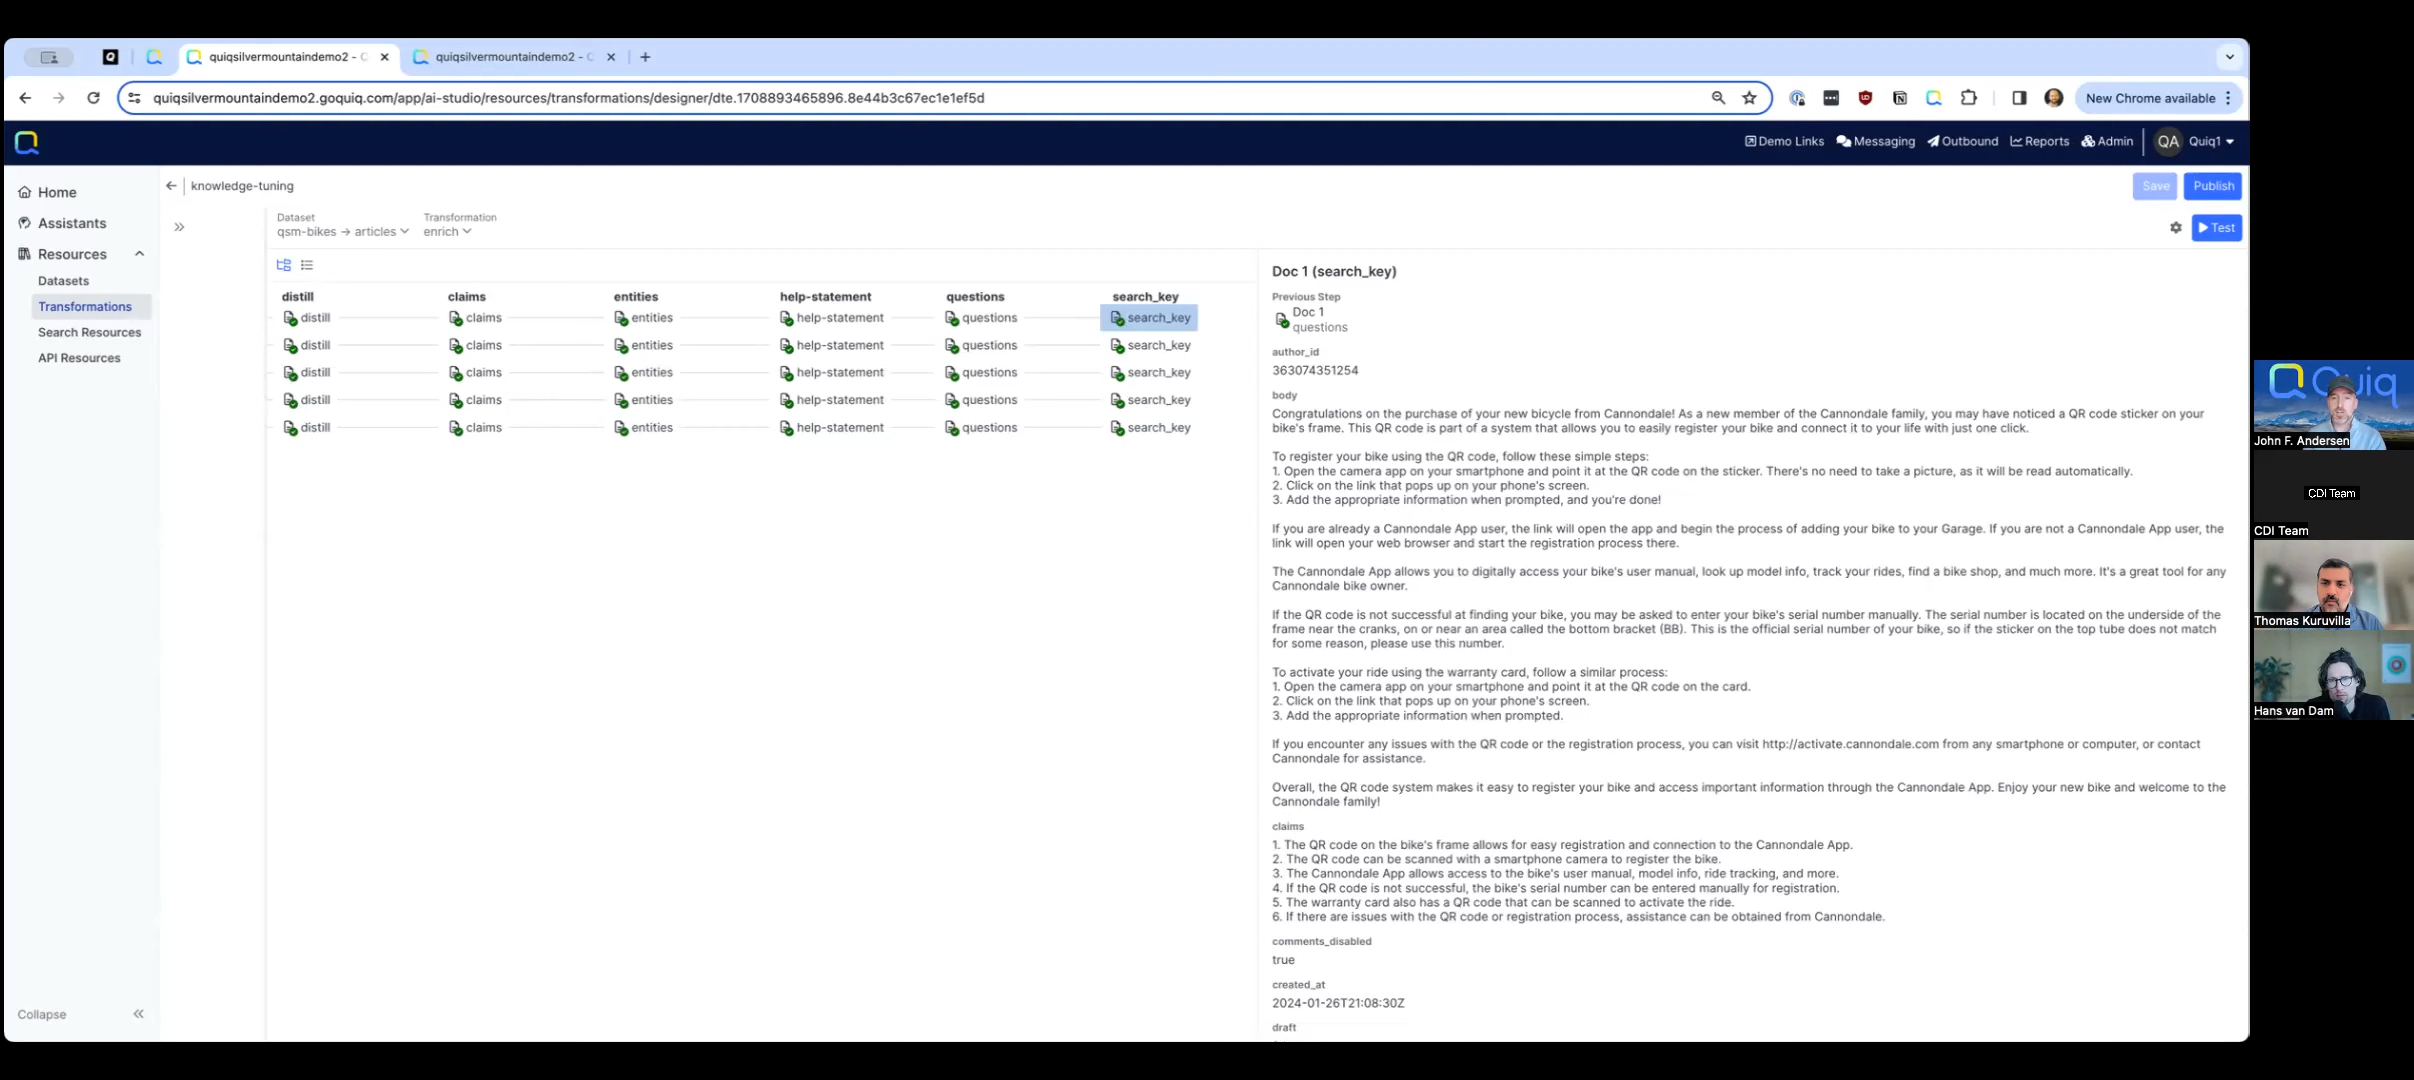 quiqsilvermountaindemo2 -
quiqsilvermountaindemo2 -
quiqsilvermountaindemo2.goquiq.com/app/ai-studio/resources/transformations/designer/dte.1708893465896.8e44b3c67ec1e1ef5d
New Chrome available
Demo Links
Messaging
Outbound
Reports
Admin
QA
Quiq1
Home
Assistants
Resources
Datasets
Transformations
Search Resources
API Resources
Collapse
knowledge-tuning
Save
Publish
Dataset
qsm-bikes → articles
Transformation
enrich
Test
distill claims entities help-statement questions search_key
distill claims entities help-statement questions search_key
distill claims entities help-statement questions search_key
distill claims entities help-statement questions search_key
distill claims entities help-statement questions search_key
distill claims entities help-statement questions search_key
Doc 1 (search_key)
Previous Step
Doc 1
questions
author_id
363074351254
body
Congratulations on the purchase of your new bicycle from Cannondale! As a new member of the Cannondale family, you may have noticed a QR code sticker on your
bike's frame. This QR code is part of a system that allows you to easily register your bike and connect it to your life with just one click.
To register your bike using the QR code, follow these simple steps:
1. Open the camera app on your smartphone and point it at the QR code on the sticker. There's no need to take a picture, as it will be read automatically.
2. Click on the link that pops up on your phone's screen.
3. Add the appropriate information when prompted, and you're done!
If you are already a Cannondale App user, the link will open the app and begin the process of adding your bike to your Garage. If you are not a Cannondale App user, the
link will open your web browser and start the registration process there.
The Cannondale App allows you to digitally access your bike's user manual, look up model info, track your rides, find a bike shop, and much more. It's a great tool for any
Cannondale bike owner.
If the QR code is not successful at finding your bike, you may be asked to enter your bike's serial number manually. The serial number is located on the underside of the
frame near the cranks, on or near an area called the bottom bracket (BB). This is the official serial number of your bike, so if the sticker on the top tube does not match
for some reason, please use this number.
To activate your ride using the warranty card, follow a similar process:
1. Open the camera app on your smartphone and point it at the QR code on the card.
2. Click on the link that pops up on your phone's screen.
3. Add the appropriate information when prompted.
If you encounter any issues with the QR code or the registration process, you can visit http://activate.cannondale.com from any smartphone or computer, or contact
Cannondale for assistance.
Overall, the QR code system makes it easy to register your bike and access important information through the Cannondale App. Enjoy your new bike and welcome to the
Cannondale family!
claims
1. The QR code on the bike's frame allows for easy registration and connection to the Cannondale App.
2. The QR code can be scanned with a smartphone camera to register the bike.
3. The Cannondale App allows access to the bike's user manual, model info, ride tracking, and more.
4. If the QR code is not successful, the bike's serial number can be entered manually for registration.
5. The warranty card also has a QR code that can be scanned to activate the ride.
6. If there are issues with the QR code or registration process, assistance can be obtained from Cannondale.
comments_disabled
true
created_at
2024-01-26T21:08:30Z
draft
Quiq
John F. Andersen
CDI Team
CDI Team
Thomas Kuruvilla
Hans van Dam